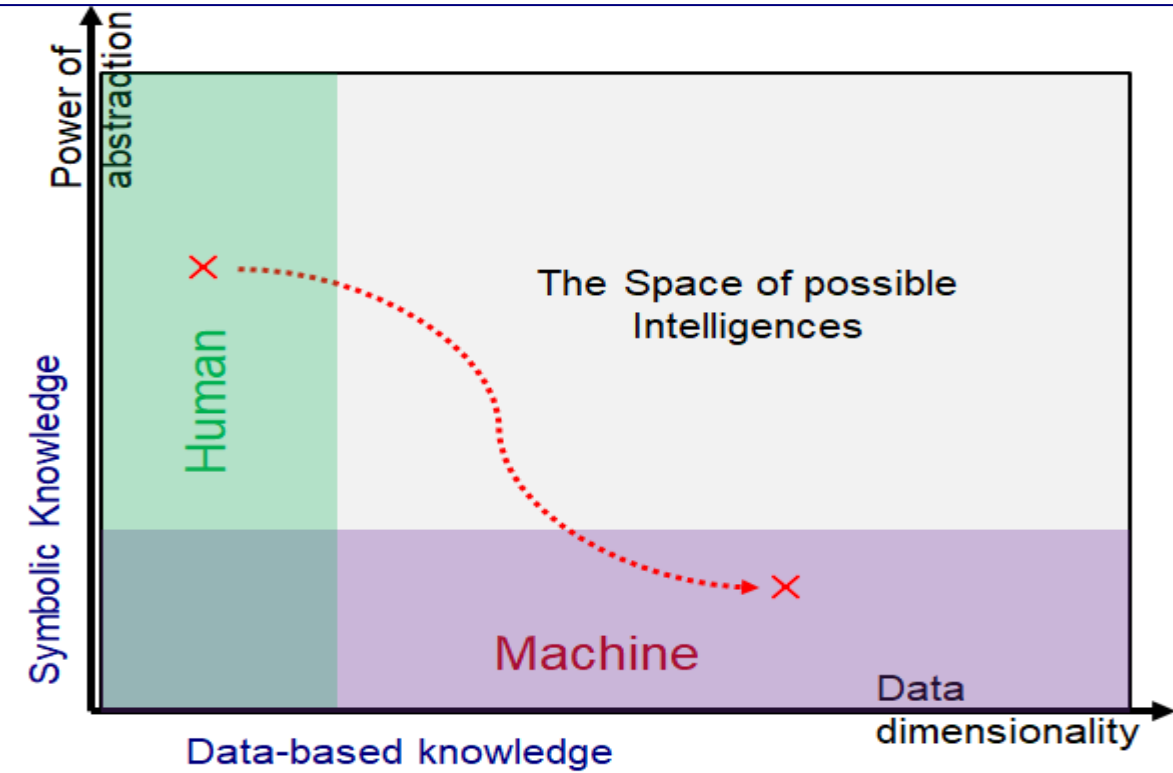 Power of
abstraction
The Space of possible
Intelligences
Human
Symbolic Knowledge
Machine
Data
dimensionality
Data-based knowledge